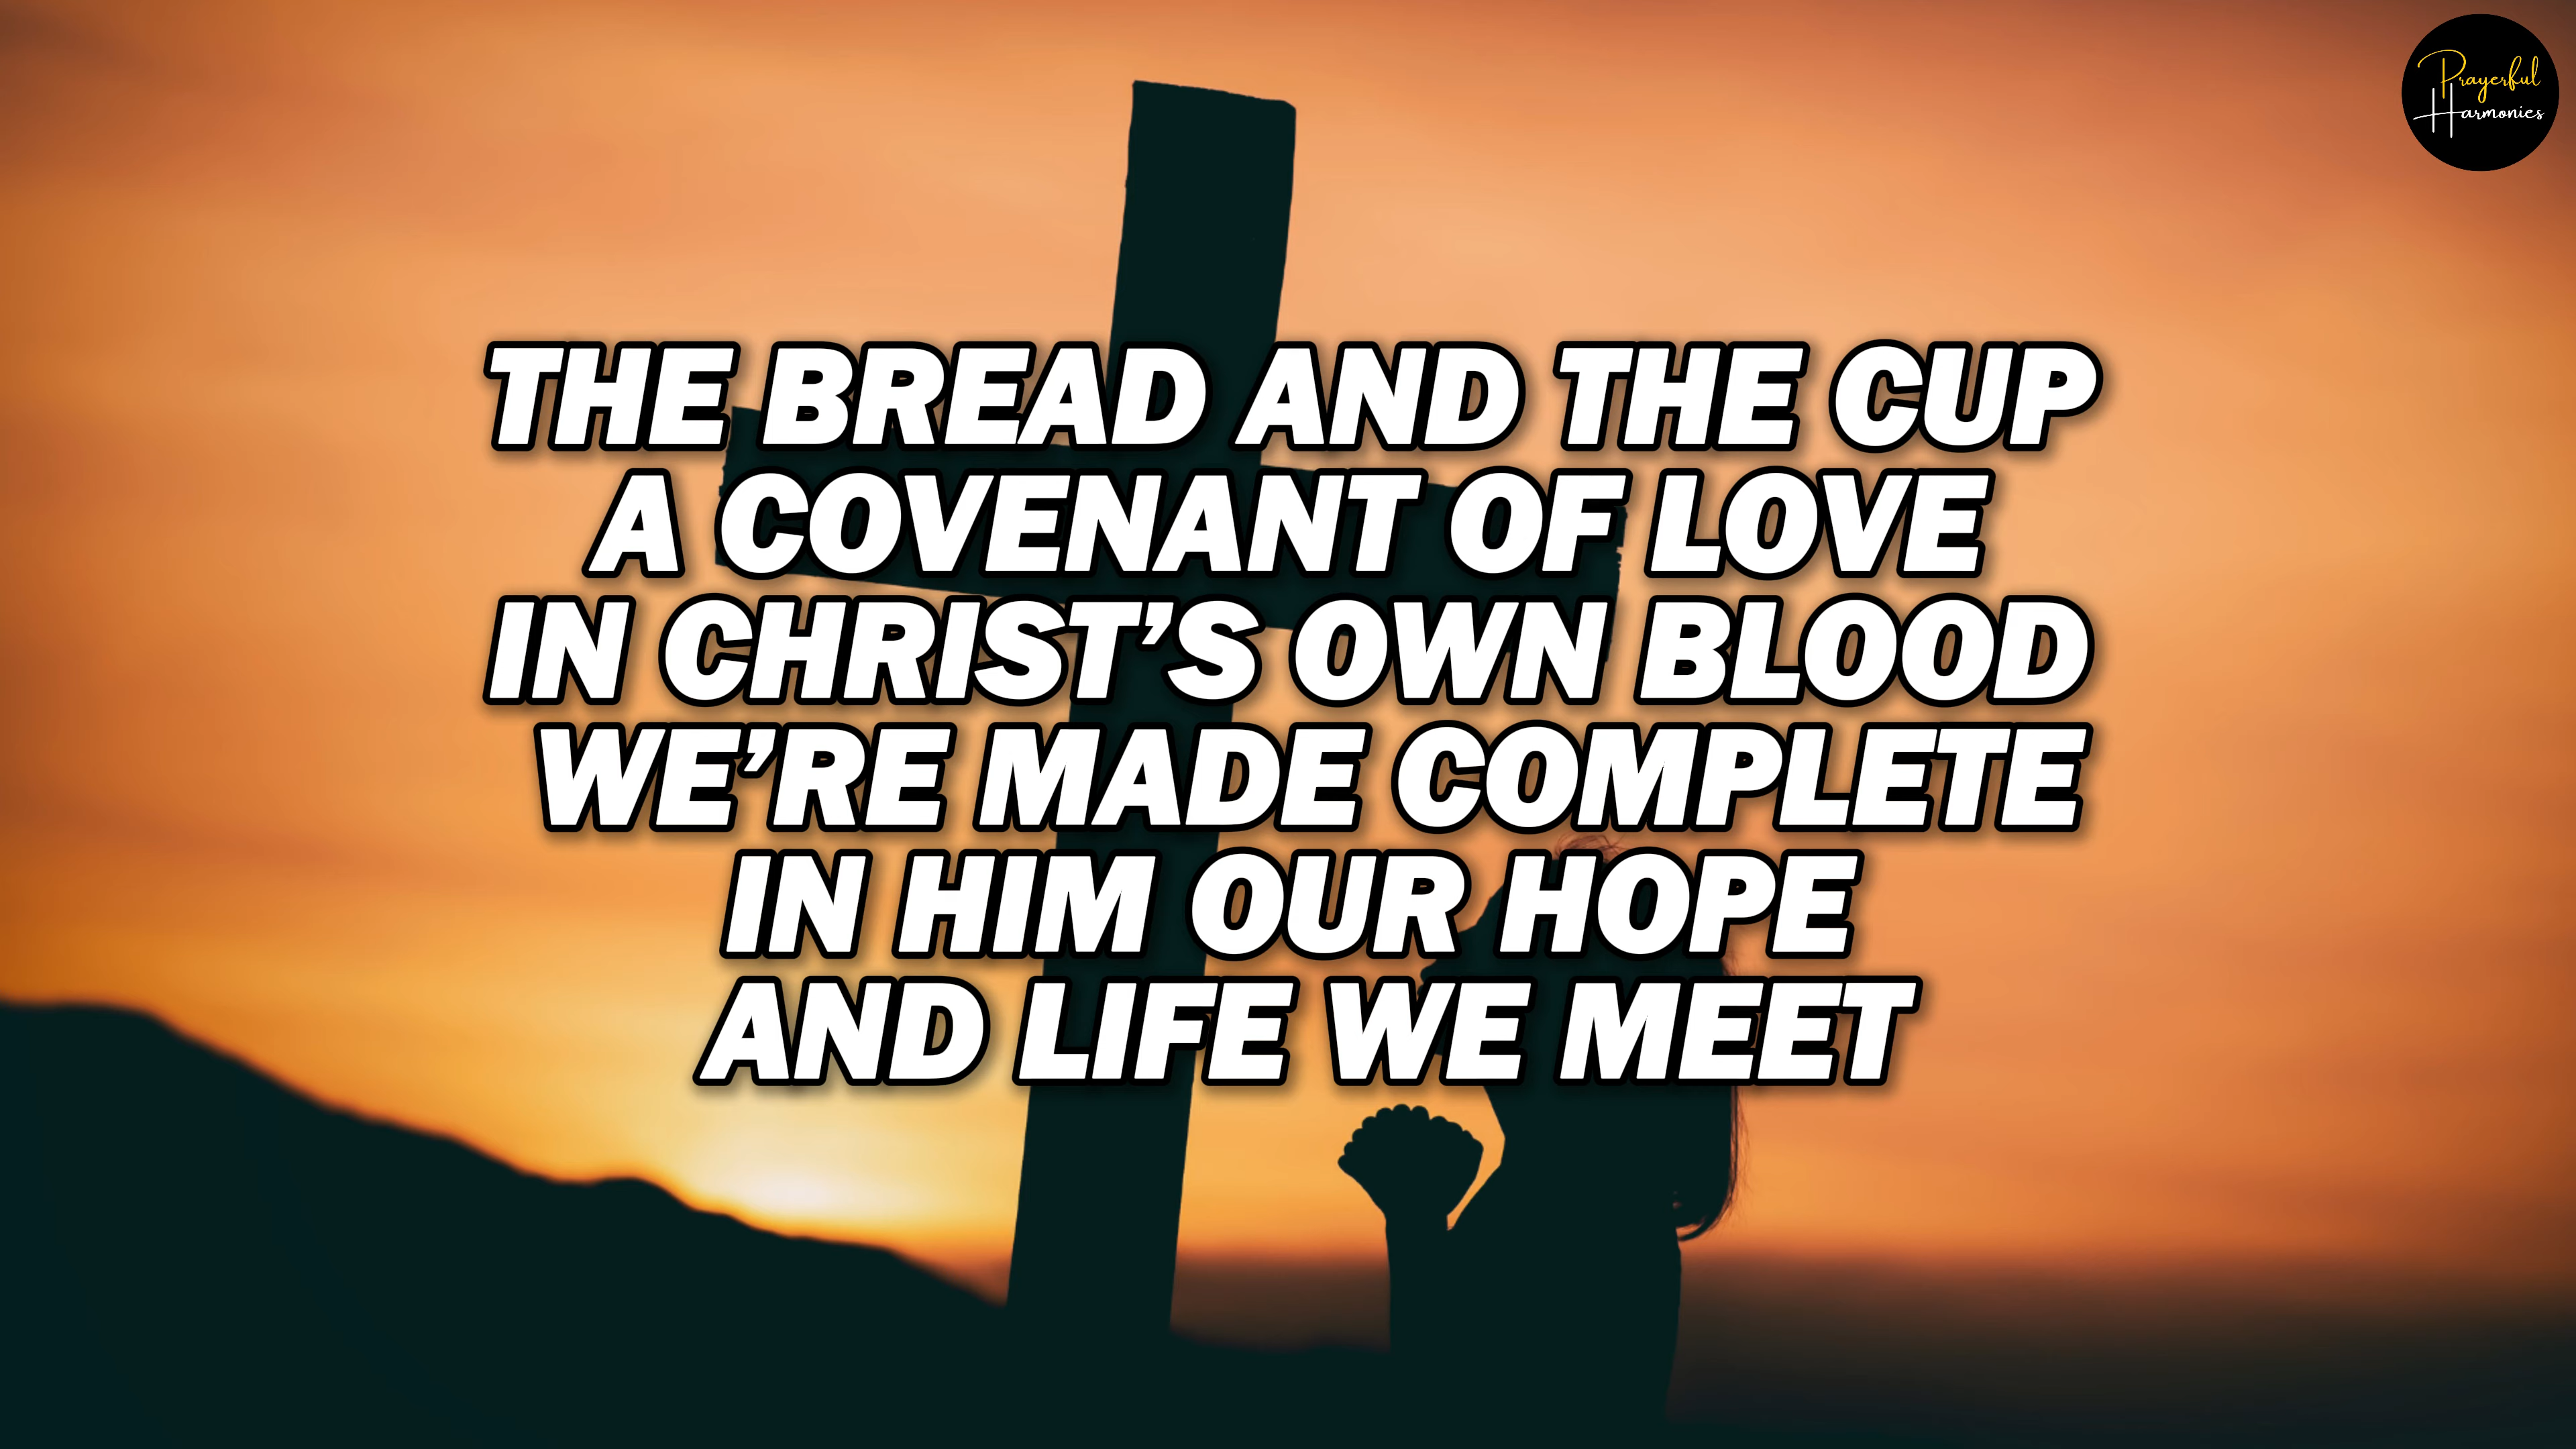 Prayerful
Harmonies
THE BREAD AND THE CUP
A COVENANT OF LOVE
IN CHRIST’S OWN BLOOD
WE’RE MADE COMPLETE
IN HIM OUR HOPE
AND LIFE WE MEET